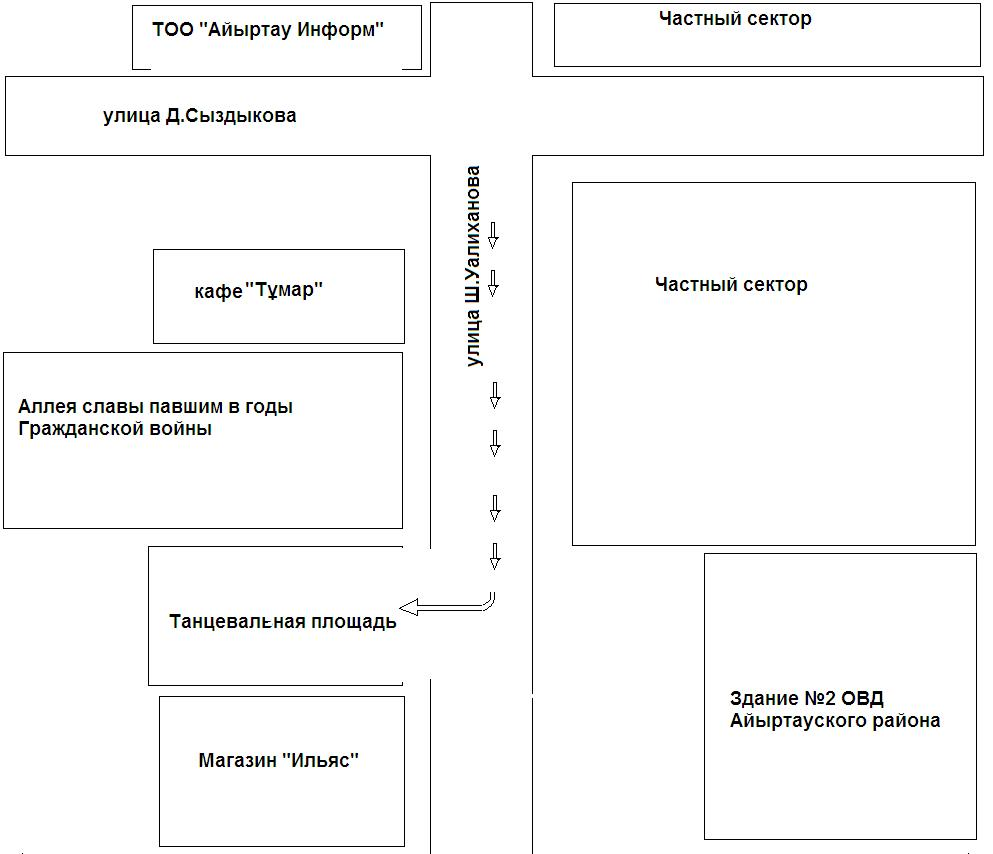 ТОО "Айыртау Информ"
Частный сектор
улица Д.Сыздыкова
улица Ш.Уалиханова
кафе "Тұмар"
Частный сектор
Аллея славы павшим в годы
Гражданской войны
Танцевальная площадь
Здание №2 ОВД
Айыртауского района
Магазин "Ильяс"